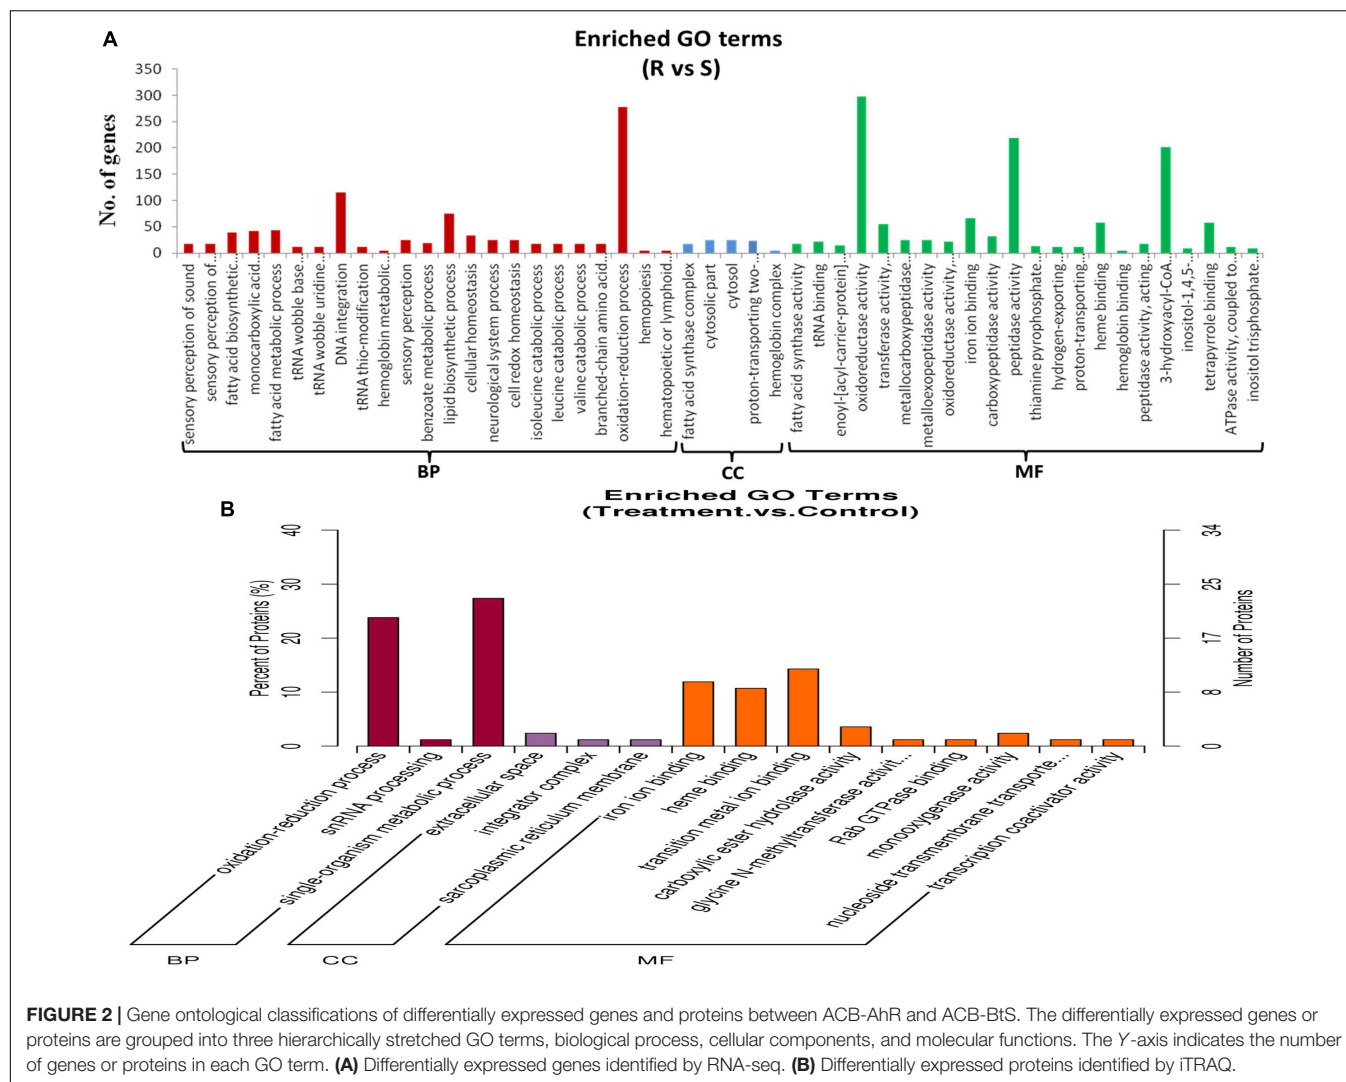 A
Enriched GO terms
(R vs S)
No. of genes
350
300
250
200
150
100
50
0
sensory perception of sound
sensory perception of...
fatty acid biosynthetic...
monocarboxylic acid...
fatty acid metabolic process
tRNA wobble base...
tRNA wobble uridine...
DNA integration
tRNA thio-modification
hemoglobin metabolic...
sensory perception
benzoate metabolic process
lipid biosynthetic process
cellular homeostasis
neurological system process
cell redox homeostasis
isoleucine catabolic process
leucine catabolic process
valine catabolic process
branched-chain amino acid...
oxidation-reduction process
hemopoiesis
hematopoietic or lymphoid...
fatty acid synthase complex
cytosolic part
cytosol
proton-transporting two-...
hemoglobin complex
fatty acid synthase activity
tRNA binding
enoyl-[acyl-carrier-protein]...
oxidoreductase activity
transferase activity,...
metallocarboxypeptidase...
metalloexopeptidase activity
oxidoreductase activity,...
iron ion binding
carboxypeptidase activity
peptidase activity
thiamine pyrophosphate...
hydrogen-exporting...
proton-transporting...
heme binding
hemoglobin binding
peptidase activity, acting...
3-hydroxyacyl-CoA...
inositol-1,4,5-...
tetrapyrrole binding
ATPase activity, coupled to...
inositol trisphosphate...
BP
CC
MF
B
Enriched GO Terms
(Treatment.vs.Control)
Percent of Proteins (%)
40
30
20
10
0
Number of Proteins
34
25
17
8
0
oxidation-reduction process
snRNA processing
single-organism metabolic process
extracellular space
integrator complex
sarcoplasmic reticulum membrane
iron ion binding
heme binding
transition metal ion binding
carboxylic ester hydrolase activity
glycine N-methyltransferase activit...
Rab GTPase binding
monooxygenase activity
nucleoside transmembrane transporte...
transcription coactivator activity
BP
CC
MF
FIGURE 2 | Gene ontological classifications of differentially expressed genes and proteins between ACB-AhR and ACB-BtS. The differentially expressed genes or
proteins are grouped into three hierarchically stretched GO terms, biological process, cellular components, and molecular functions. The Y-axis indicates the number
of genes or proteins in each GO term. (A) Differentially expressed genes identified by RNA-seq. (B) Differentially expressed proteins identified by iTRAQ.